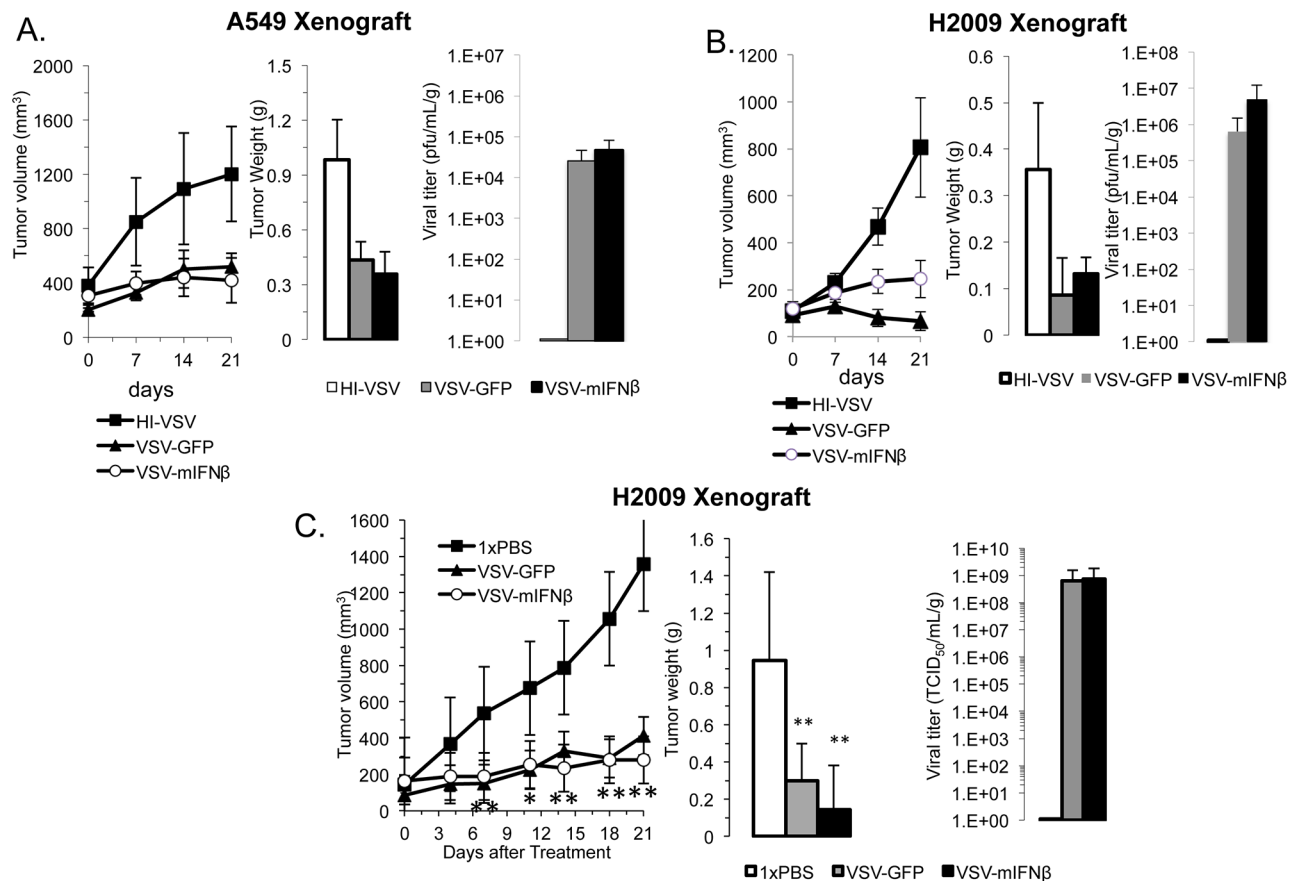 A.
A549 Xenograft
Tumor volume (mm³)
2000
1600
1200
800
400
0
0 7 14 21
days
HI-VSV
VSV-GFP
VSV-mIFNβ
Tumor Weight (g)
1.5
1.2
0.9
0.6
0.3
0
Viral titer (pfu/mL/g)
1.E+07
1.E+06
1.E+05
1.E+04
1.E+03
1.E+02
1.E+01
1.E+00
HI-VSV VSV-GFP VSV-mIFNβ
B.
H2009 Xenograft
Tumor volume (mm³)
1200
1000
800
600
400
200
0
0 7 14 21
days
HI-VSV
VSV-GFP
VSV-mIFNβ
Tumor Weight (g)
0.6
0.5
0.4
0.3
0.2
0.1
0
Viral titer (pfu/mL/g)
1.E+08
1.E+07
1.E+06
1.E+05
1.E+04
1.E+03
1.E+02
1.E+01
1.E+00
HI-VSV VSV-GFP VSV-mIFNβ
H2009 Xenograft
C.
Tumor volume (mm³)
1600
1400
1200
1000
800
600
400
200
0
1xPBS
VSV-GFP
VSV-mIFNβ
** * ** ** **
0 3 6 9 12 15 18 21
Days after Treatment
Tumor weight (g)
1.6
1.4
1.2
1
0.8
0.6
0.4
0.2
0
**
**
Viral titer (TCID₅₀/mL/g)
1.E+10
1.E+09
1.E+08
1.E+07
1.E+06
1.E+05
1.E+04
1.E+03
1.E+02
1.E+01
1.E+00
1xPBS VSV-GFP VSV-mIFNβ